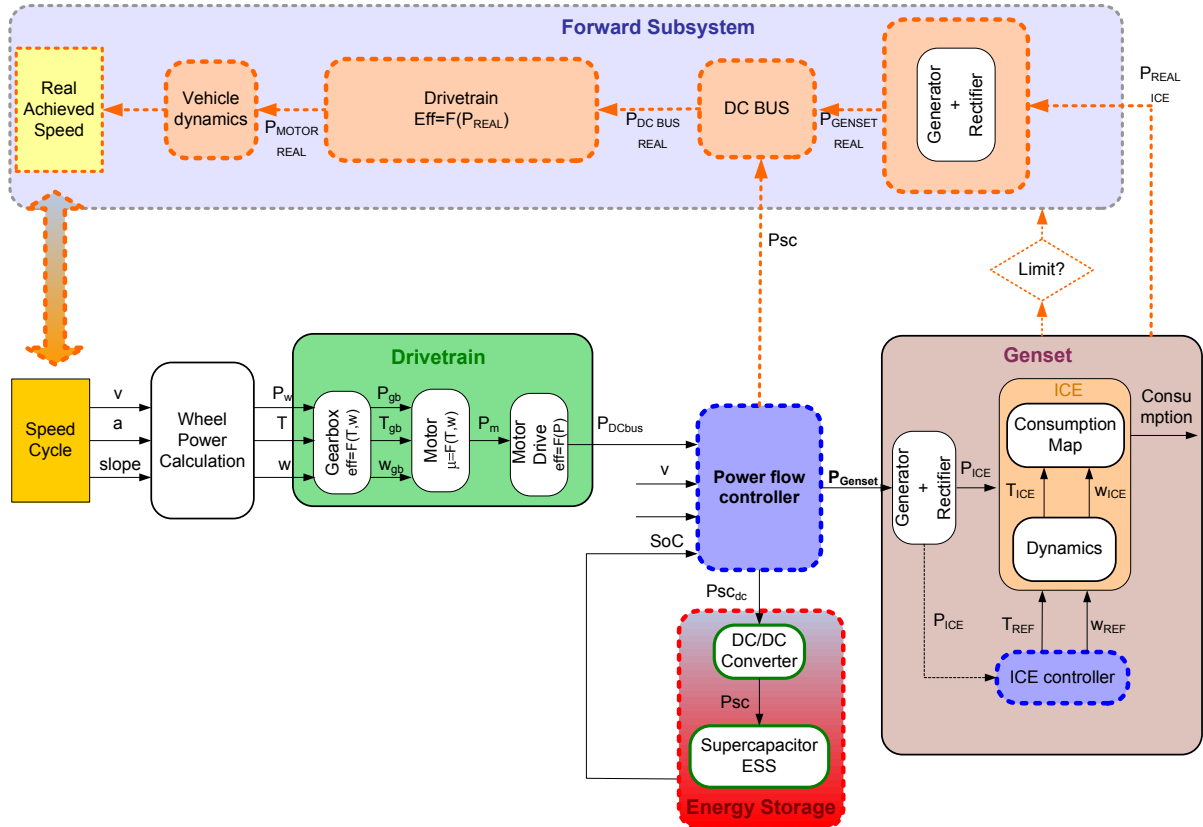 Forward Subsystem
Real
Achieved
Speed
Vehicle
dynamics
P_MOTOR
REAL
Drivetrain
Eff=F(P_REAL)
P_DC BUS
REAL
DC BUS
P_GENSET
REAL
Generator
+
Rectifier
P_REAL
ICE
Psc
Limit?
Speed
Cycle
v
a
slope
Wheel
Power
Calculation
P_w
T
w
Drivetrain
Gearbox
eff=F(T,w)
P_gb
T_gb
w_gb
Motor
µ=F(T,w)
P_m
Motor
Drive
eff=F(P)
P_DCbus
v
SoC
Power flow
controller
P_Genset
Psc_dc
DC/DC
Converter
Psc
Supercapacitor
ESS
Energy Storage
Genset
Generator
+
Rectifier
P_ICE
P_ICE
ICE
Consumption
Map
T_ICE
w_ICE
Dynamics
T_REF
w_REF
ICE controller
Consu
mption